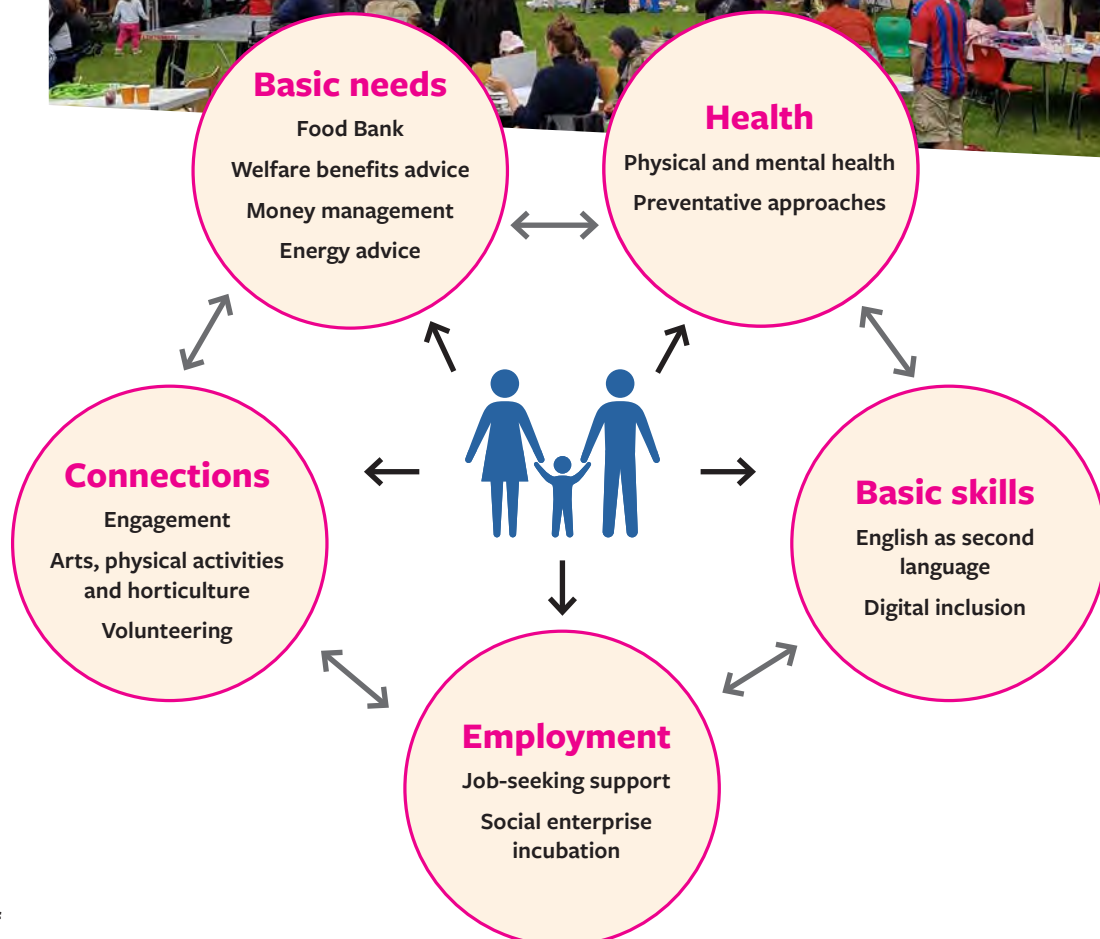 Basic needs
Food Bank
Welfare benefits advice
Money management
Energy advice
Health
Physical and mental health
Preventative approaches
Connections
Engagement
Arts, physical activities
and horticulture
Volunteering
Basic skills
English as second
language
Digital inclusion
Employment
Job-seeking support
Social enterprise
incubation